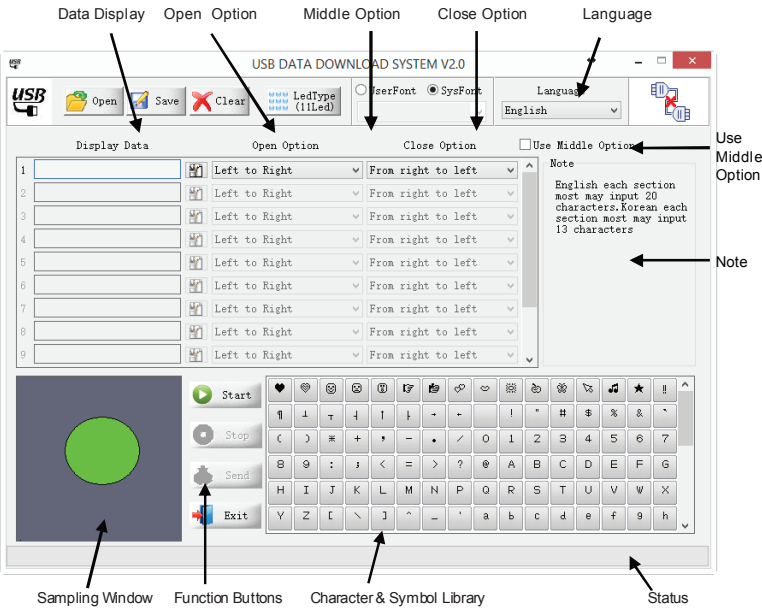 Data Display Open Option Middle Option Close Option Language
USB DATA DOWNLOAD SYSTEM V2.0
USB Open Save Clear LedType (11Led) UserFont SysFont Language
English
Display Data Open Option Close Option Use Middle Option
Use Middle Option
1 Left to Right From right to left
2 Left to Right From right to left
3 Left to Right From right to left
4 Left to Right From right to left
5 Left to Right From right to left
6 Left to Right From right to left
7 Left to Right From right to left
8 Left to Right From right to left
9 Left to Right From right to left
Note
English each section
most may input 20
characters.Korean each
section most may input
13 characters
Note
Start
Stop
Send
Exit
! " # $ % & `
( ) * + , - . / 0 1 2 3 4 5 6 7
8 9 : ; < = > ? @ A B C D E F G
H I J K L M N P Q R S T U V W X
Y Z [ \ ] ^ _ ' a b c d e f g h
Sampling Window Function Buttons Character & Symbol Library Status